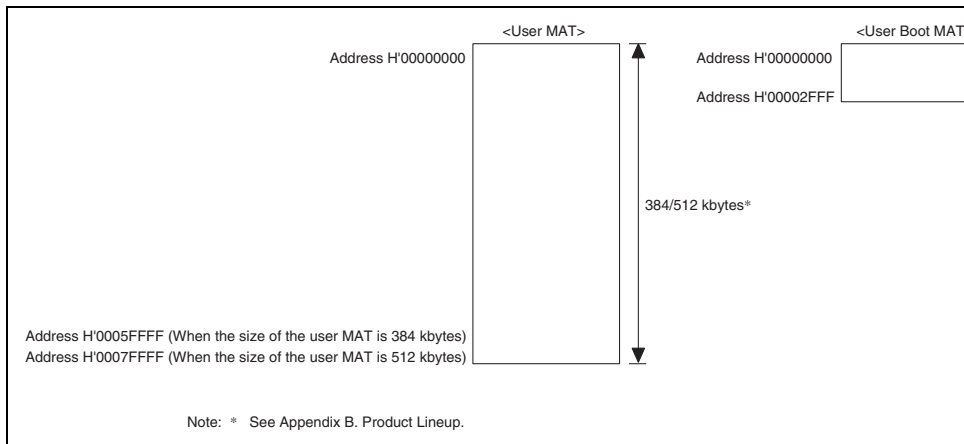 <User MAT>
Address H'00000000
384/512 kbytes*
Address H'0005FFFF (When the size of the user MAT is 384 kbytes)
Address H'0007FFFF (When the size of the user MAT is 512 kbytes)
<User Boot MAT
Address H'00000000
Address H'00002FFF
Note: * See Appendix B. Product Lineup.